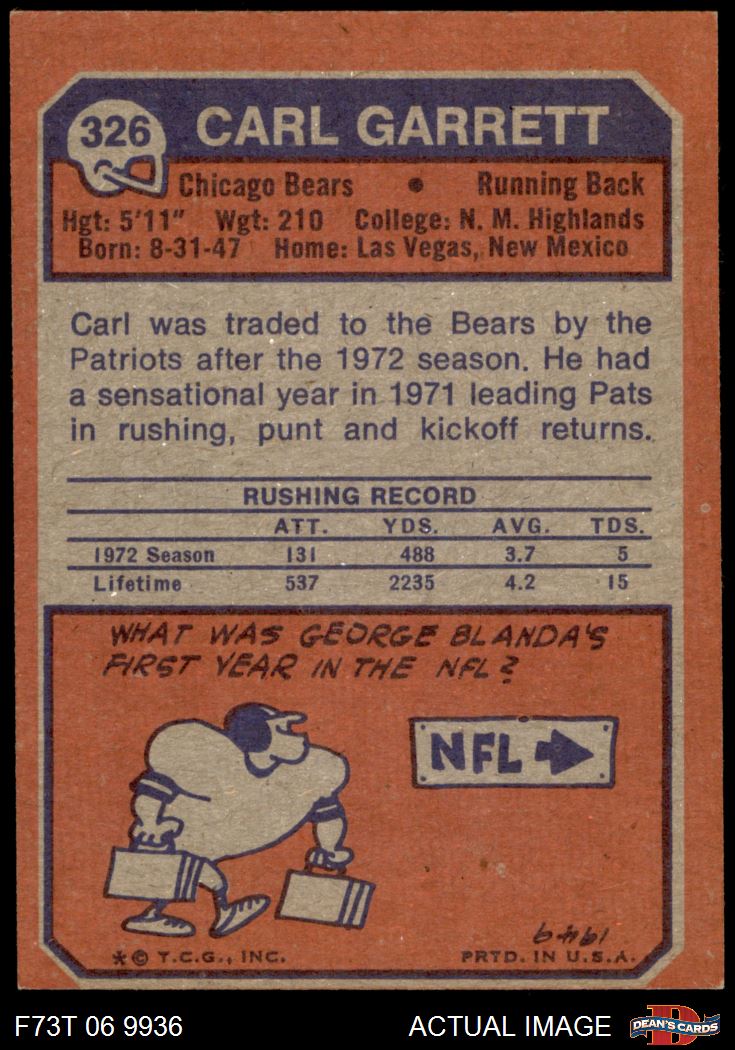 326
CARL GARRETT
Chicago Bears • Running Back
Hgt: 5'11" Wgt: 210 College: N. M. Highlands
Born: 8-31-47 Home: Las Vegas, New Mexico
Carl was traded to the Bears by the
Patriots after the 1972 season. He had
a sensational year in 1971 leading Pats
in rushing, punt and kickoff returns.
RUSHING RECORD
ATT. YDS. AVG. TDS.
1972 Season 131 488 3.7 5
Lifetime 537 2235 4.2 15
WHAT WAS GEORGE BLANDA'S
FIRST YEAR IN THE NFL?
NFL
1949
* © T.C.G., INC. PRTD. IN U.S.A.
F73T 06 9936 ACTUAL IMAGE
D
DEAN'S CARDS